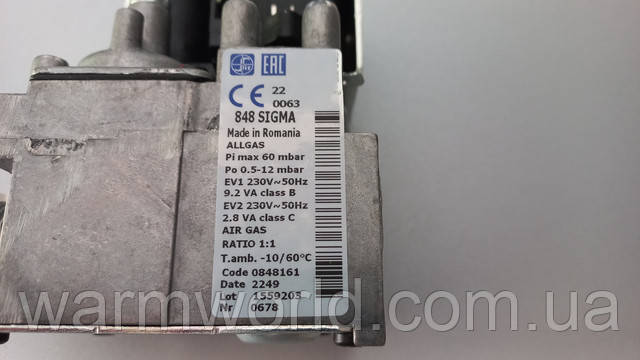 EAC
CE 22
0063
848 SIGMA
Made in Romania
ALLGAS
Pi max 60 mbar
Po 0.5-12 mbar
EV1 230V~50Hz
9.2 VA class B
EV2 230V~50Hz
2.8 VA class C
AIR GAS
RATIO 1:1
T.amb. -10/60°C
Code 0848161
Date 2249
Lot 1559205
Nr 0678
warmworld.com.ua